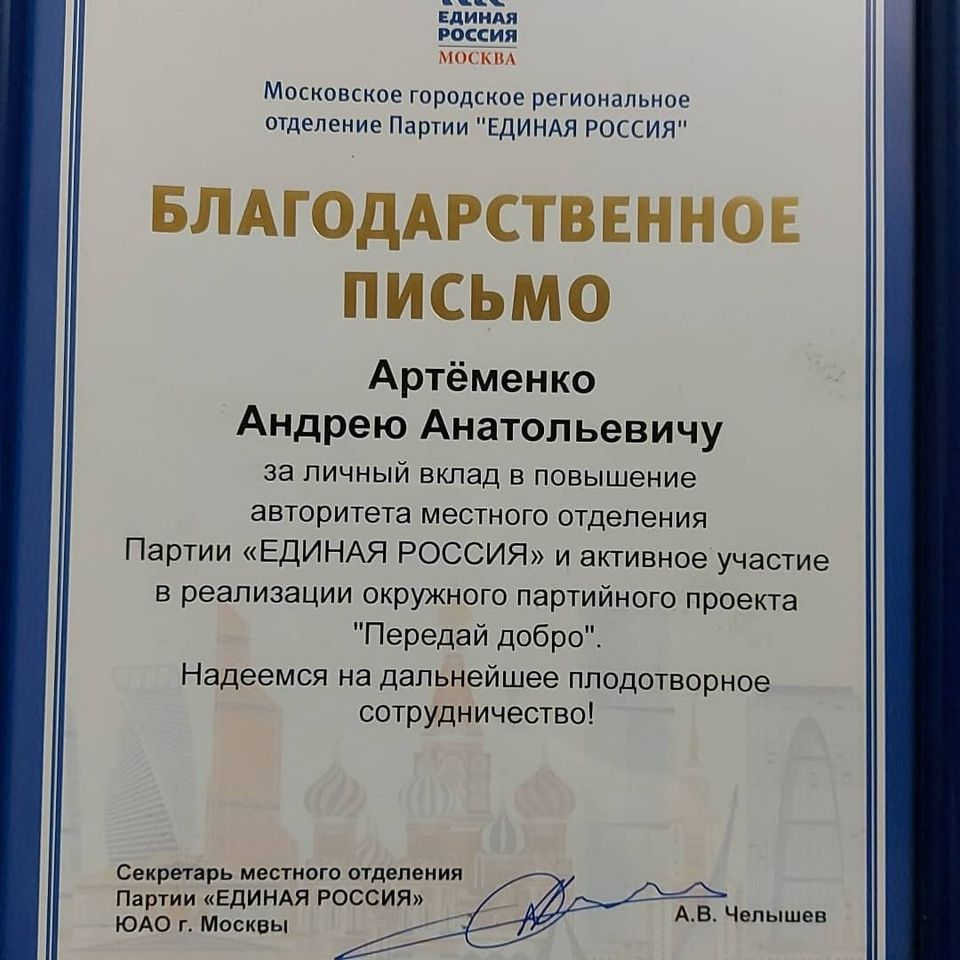 ЕДИНАЯ
РОССИЯ
МОСКВА
Московское городское региональное
отделение Партии "ЕДИНАЯ РОССИЯ"
БЛАГОДАРСТВЕННОЕ
ПИСЬМО
Артёменко
Андрею Анатольевичу
за личный вклад в повышение
авторитета местного отделения
Партии «ЕДИНАЯ РОССИЯ» и активное участие
в реализации окружного партийного проекта
"Передай добро".
Надеемся на дальнейшее плодотворное
сотрудничество!
Секретарь местного отделения
Партии «ЕДИНАЯ РОССИЯ»
ЮАО г. Москвы
А.В. Челышев